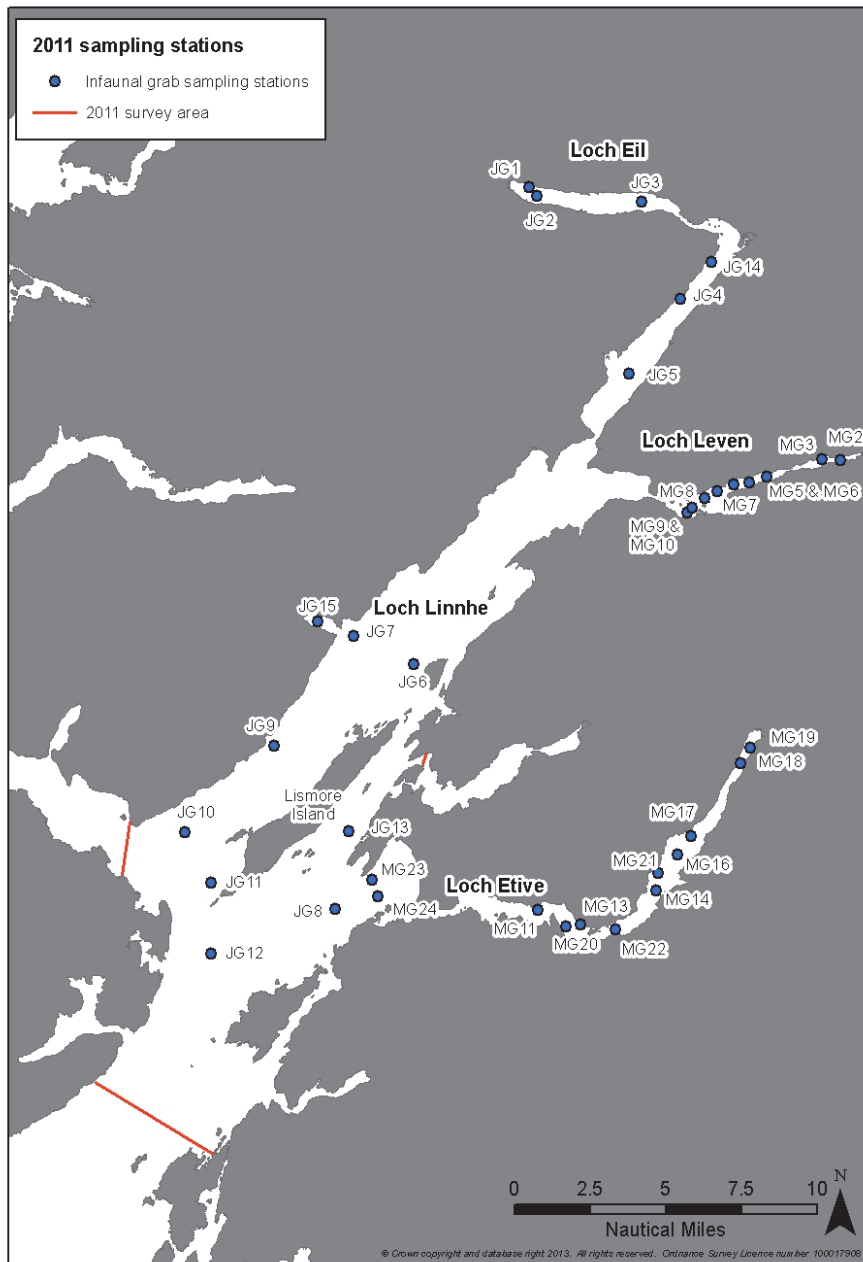 2011 sampling stations
Infaunal grab sampling stations
2011 survey area
Loch Eil
JG1
JG3
JG2
JG14
JG4
JG5
Loch Leven
MG3
MG2
MG8
MG5 & MG6
MG7
MG9 &
MG10
JG15
Loch Linnhe
JG7
JG6
JG9
MG19
MG18
Lismore
Island
JG10
JG13
MG17
MG16
MG23
MG21
JG11
Loch Etive
MG14
JG8
MG24
MG13
MG11
MG20
MG22
JG12
0 2.5 5 7.5 10
N
Nautical Miles
© Crown copyright and database right 2013. All rights reserved. Ordnance Survey Licence number 100017908